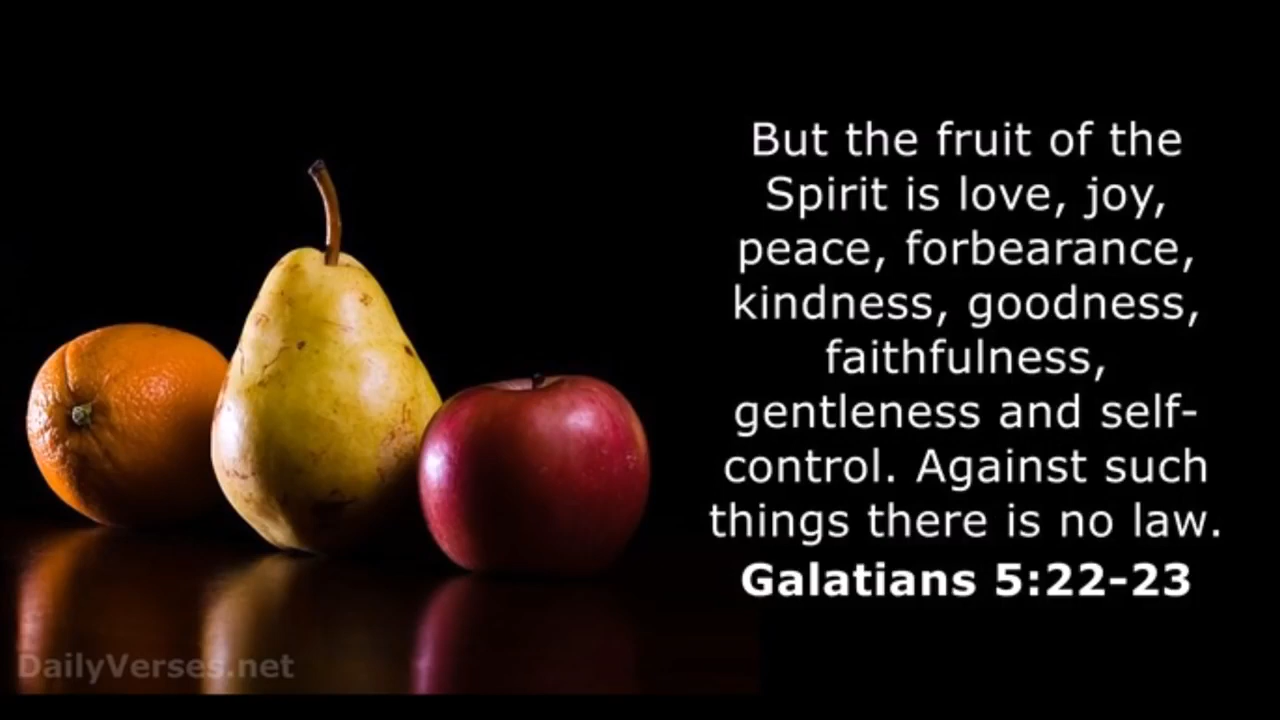 But the fruit of the
Spirit is love, joy,
peace, forbearance,
kindness, goodness,
faithfulness,
gentleness and self-
control. Against such
things there is no law.
Galatians 5:22-23
DailyVerses.net